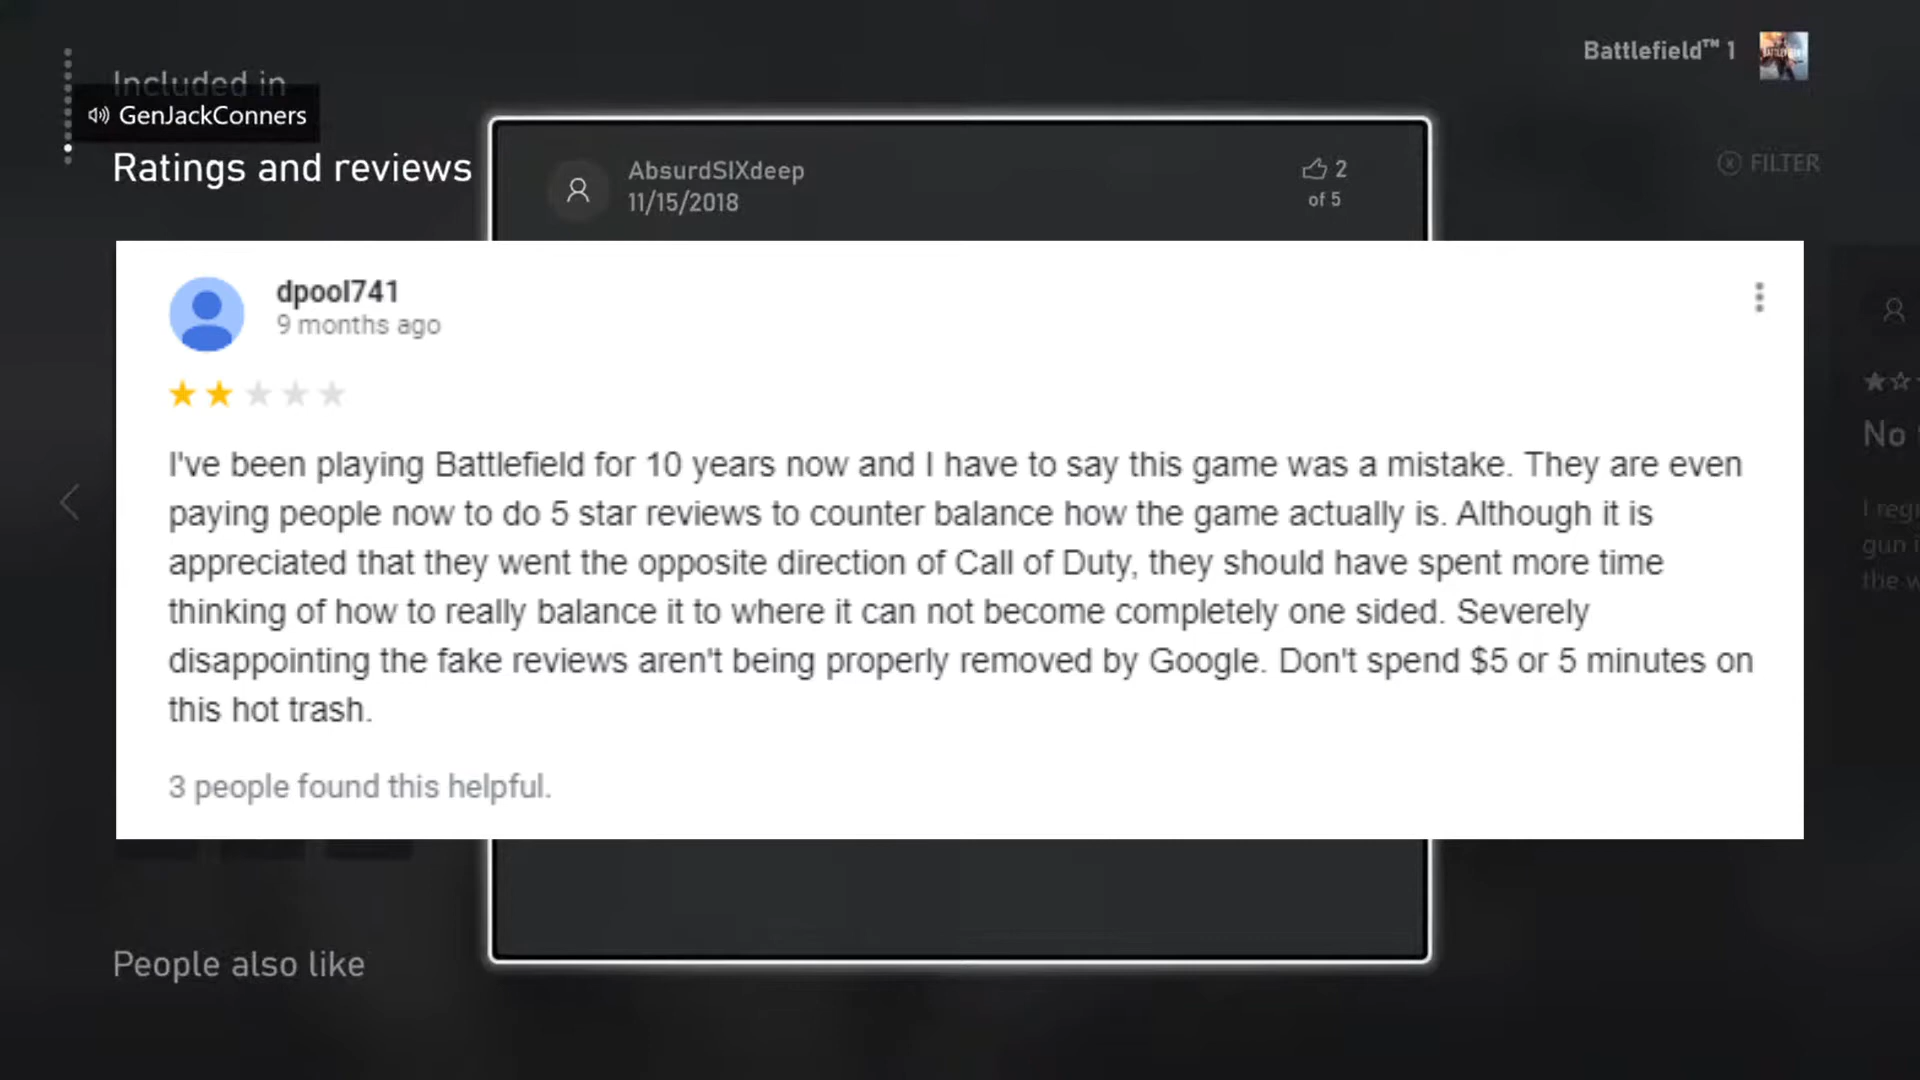 Included in
GenJackConners
Ratings and reviews
Battlefield™ 1
FILTER
AbsurdSIXdeep
11/15/2018
2
of 5
dpool741
9 months ago
I've been playing Battlefield for 10 years now and I have to say this game was a mistake. They are even
paying people now to do 5 star reviews to counter balance how the game actually is. Although it is
appreciated that they went the opposite direction of Call of Duty, they should have spent more time
thinking of how to really balance it to where it can not become completely one sided. Severely
disappointing the fake reviews aren't being properly removed by Google. Don't spend $5 or 5 minutes on
this hot trash.
3 people found this helpful.
No
I
gun
the
People also like